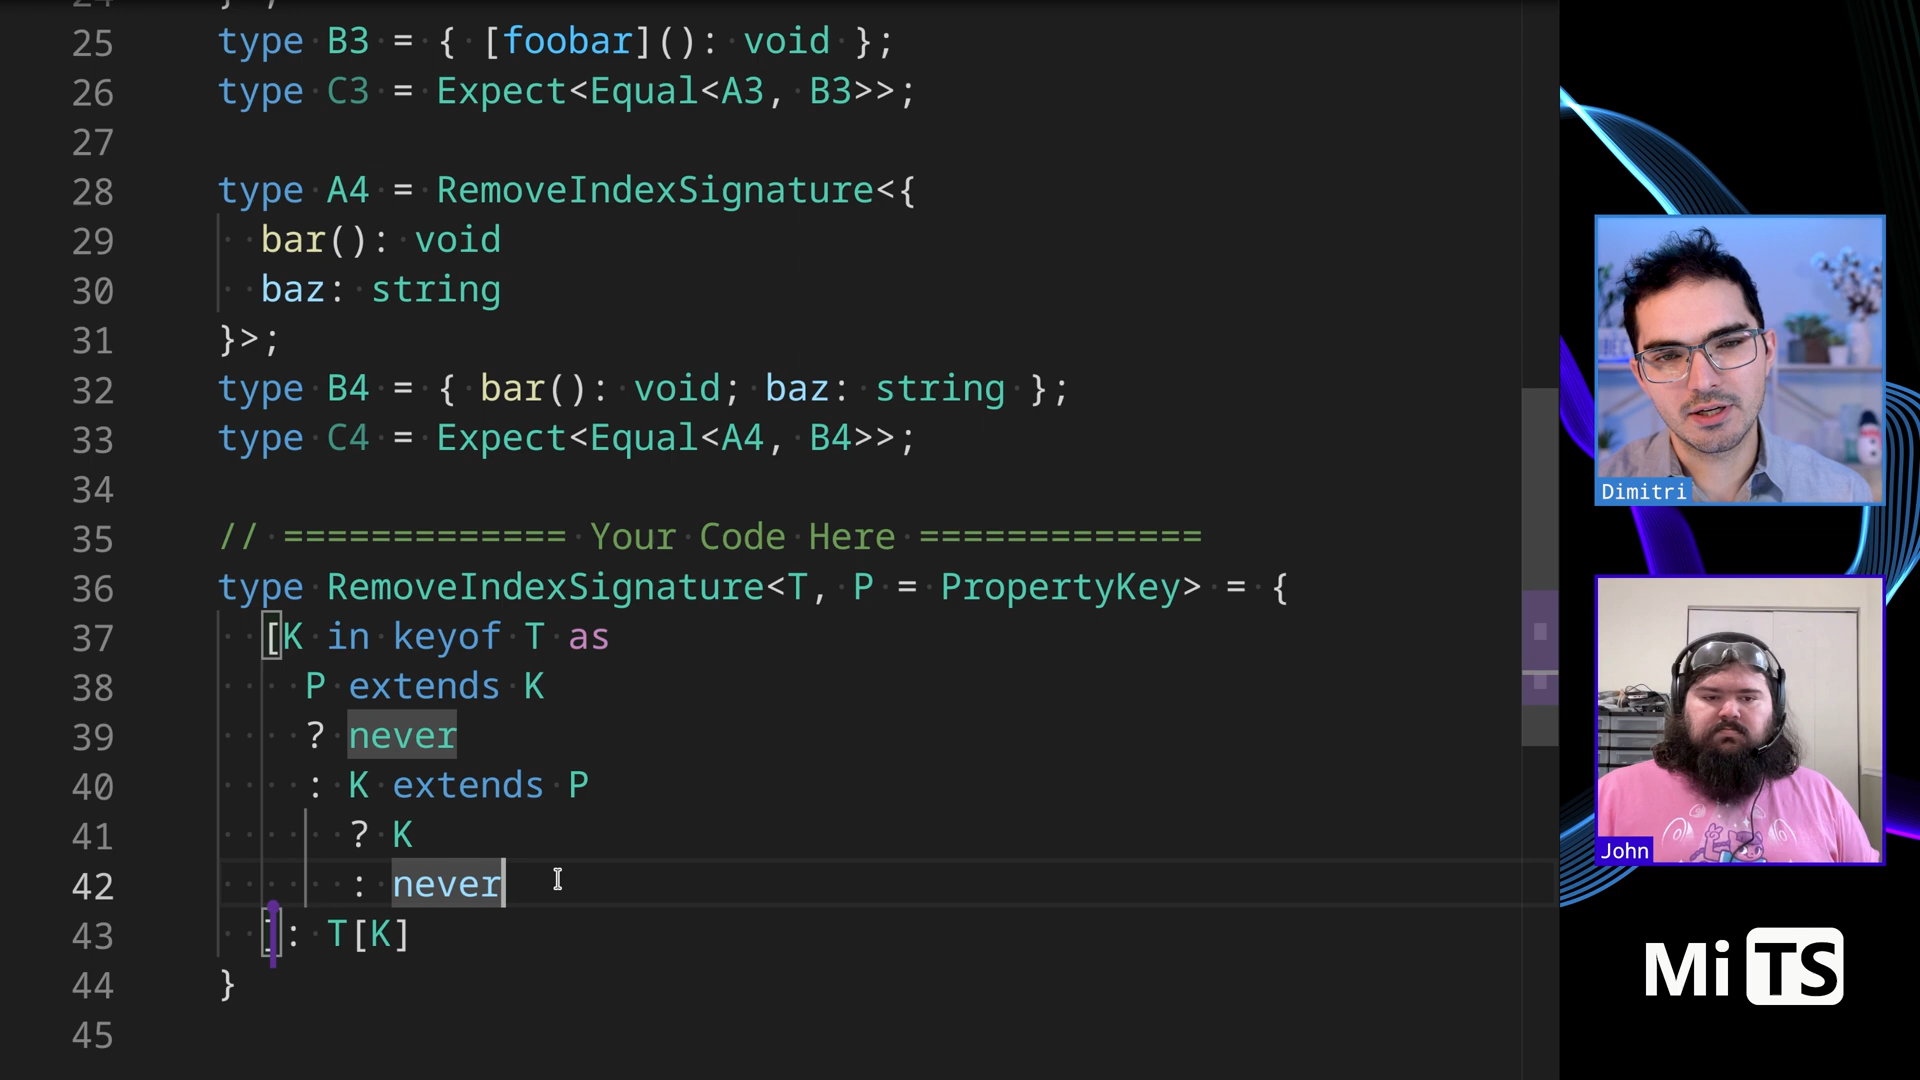 25 type B3 = { [foobar](): void };
26 type C3 = Expect<Equal<A3, B3>>;
27
28 type A4 = RemoveIndexSignature<{
29 bar(): void
30 baz: string
31 }>;
32 type B4 = { bar(): void; baz: string };
33 type C4 = Expect<Equal<A4, B4>>;
34
35 // ============= Your Code Here =============
36 type RemoveIndexSignature<T, P = PropertyKey> = {
37 [K in keyof T as
38 P extends K
39 ? never
40 : K extends P
41 ? K
42 : never
43 ]: T[K]
44 }
45
Dimitri
John
Mi TS